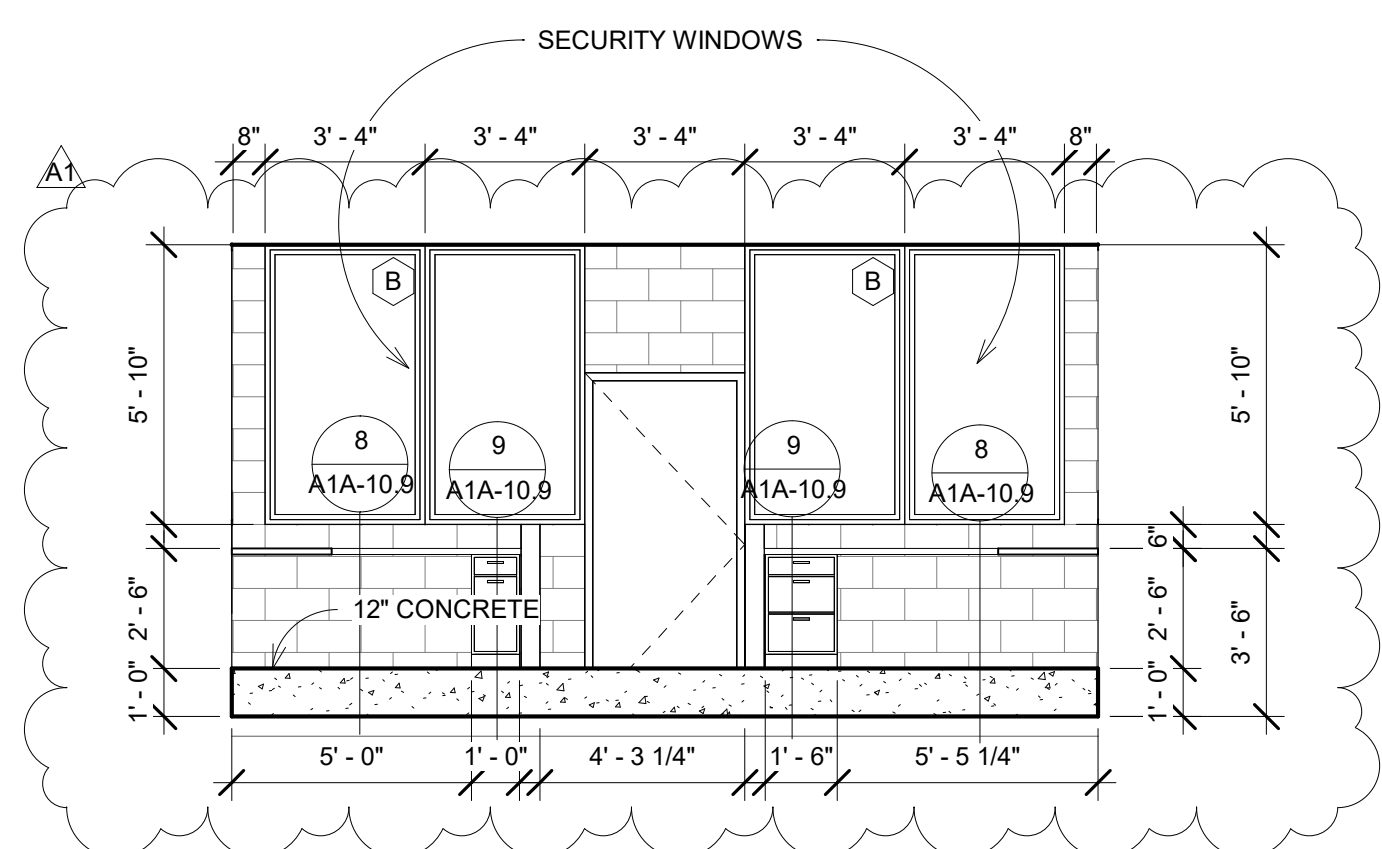 SECURITY WINDOWS
8" 3' - 4" 3' - 4" 3' - 4" 3' - 4" 3' - 4" 8"
A1
B
B
5' - 10"
5' - 10"
8
A1A-10.9
9
A1A-10.9
9
A1A-10.9
8
A1A-10.9
6"
2' - 6"
12" CONCRETE
2' - 6"
3' - 6"
1' - 0"
1' - 0"
5' - 0" 1' - 0" 4' - 3 1/4" 1' - 6" 5' - 5 1/4"